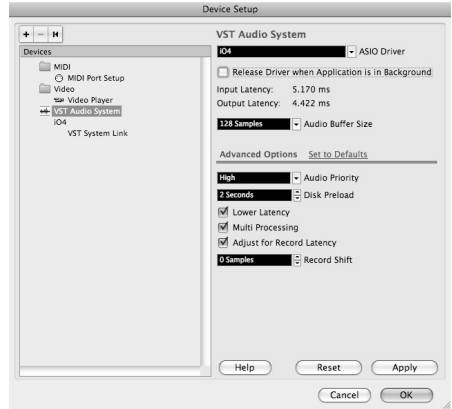 Device Setup
+ - |◄
Devices
MIDI
MIDI Port Setup
Video
Video Player
VST Audio System
iO4
VST System Link
VST Audio System
iO4 ASIO Driver
Release Driver when Application is in Background
Input Latency: 5.170 ms
Output Latency: 4.422 ms
128 Samples Audio Buffer Size
Advanced Options Set to Defaults
High Audio Priority
2 Seconds Disk Preload
Lower Latency
Multi Processing
Adjust for Record Latency
0 Samples Record Shift
Help Reset Apply
Cancel OK